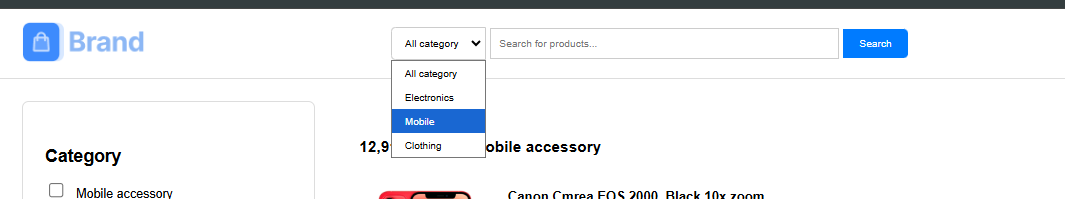 Brand
All category
Search for products...
Search
All category
Electronics
Mobile
Clothing
Category
12,9
obile accessory
Mobile accessory
Canon Cmrea EOS 2000, Black 10x zoom